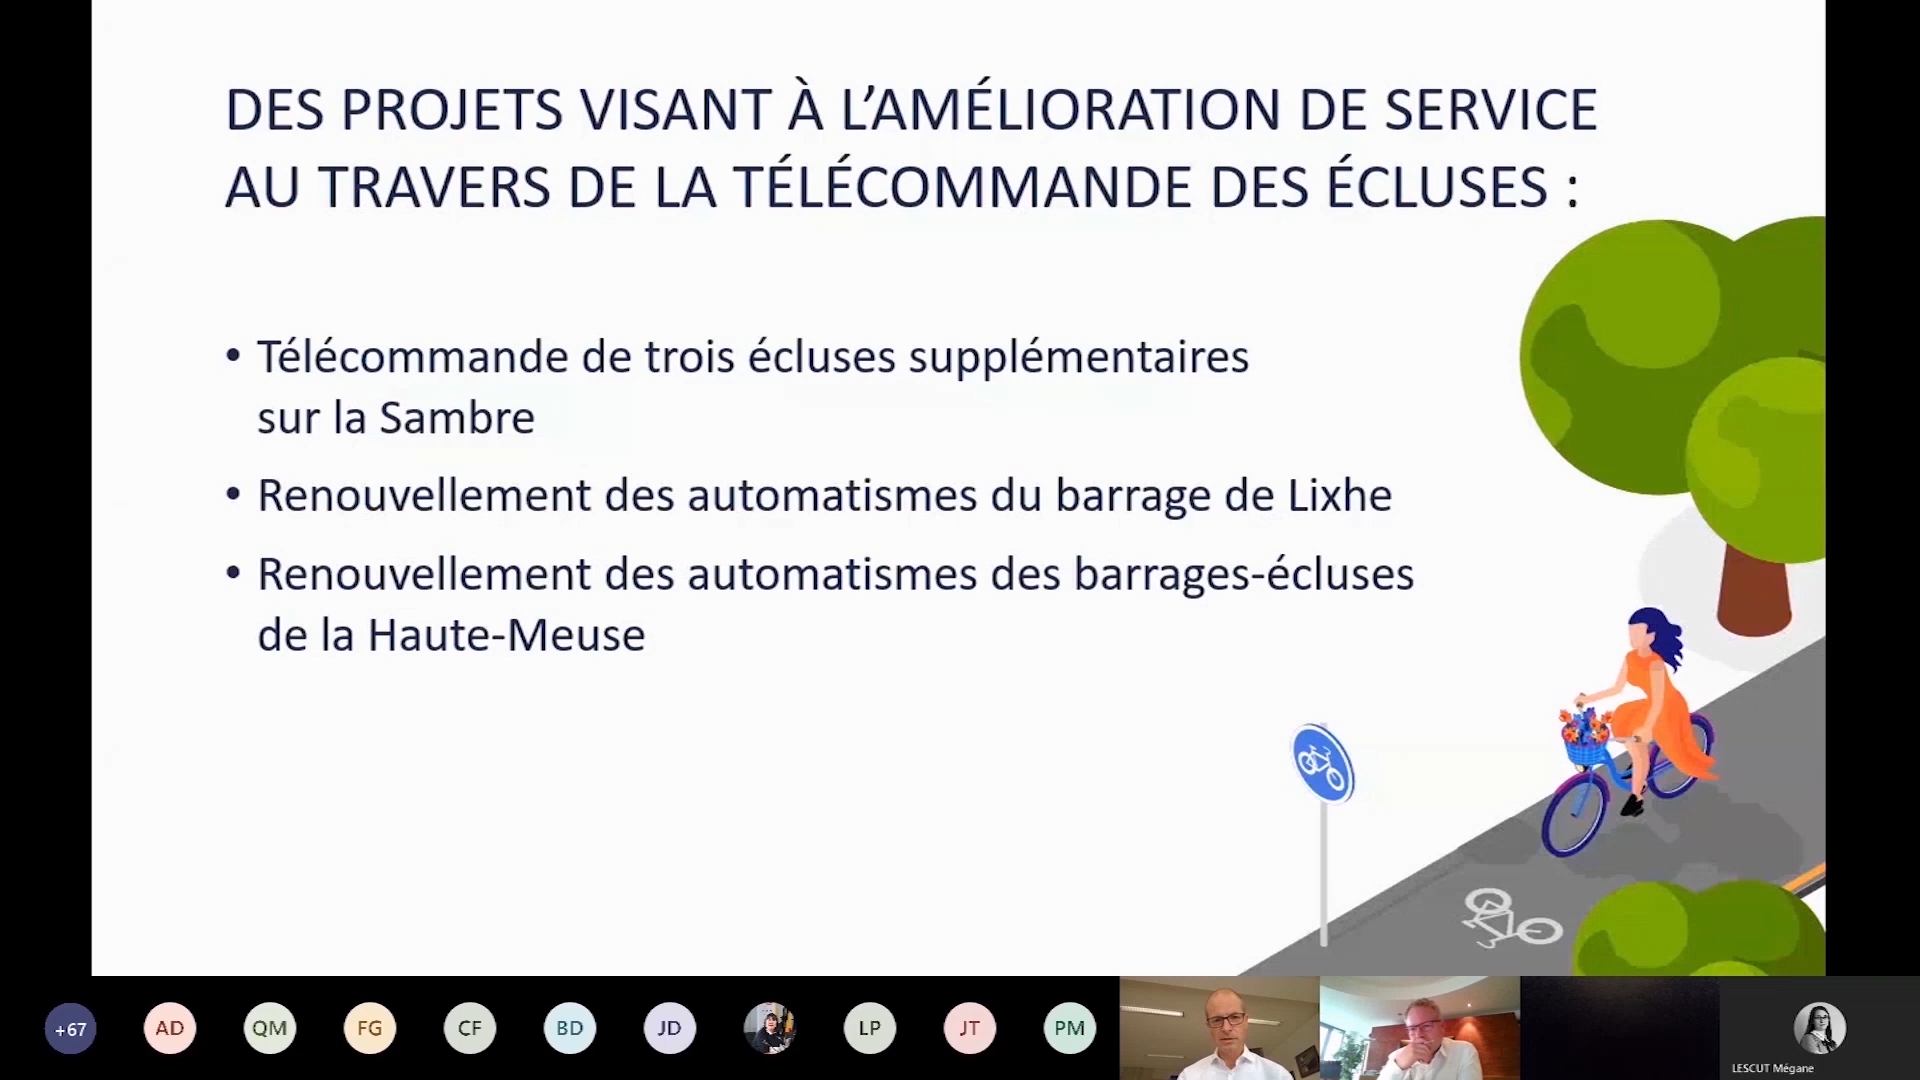 DES PROJETS VISANT À L’AMÉLIORATION DE SERVICE
AU TRAVERS DE LA TÉLÉCOMMANDE DES ÉCLUSES :
• Télécommande de trois écluses supplémentaires
sur la Sambre
• Renouvellement des automatismes du barrage de Lixhe
• Renouvellement des automatismes des barrages-écluses
de la Haute-Meuse
+67 AD QM FG CF BD JD LP JT PM
LESCUT Mégane